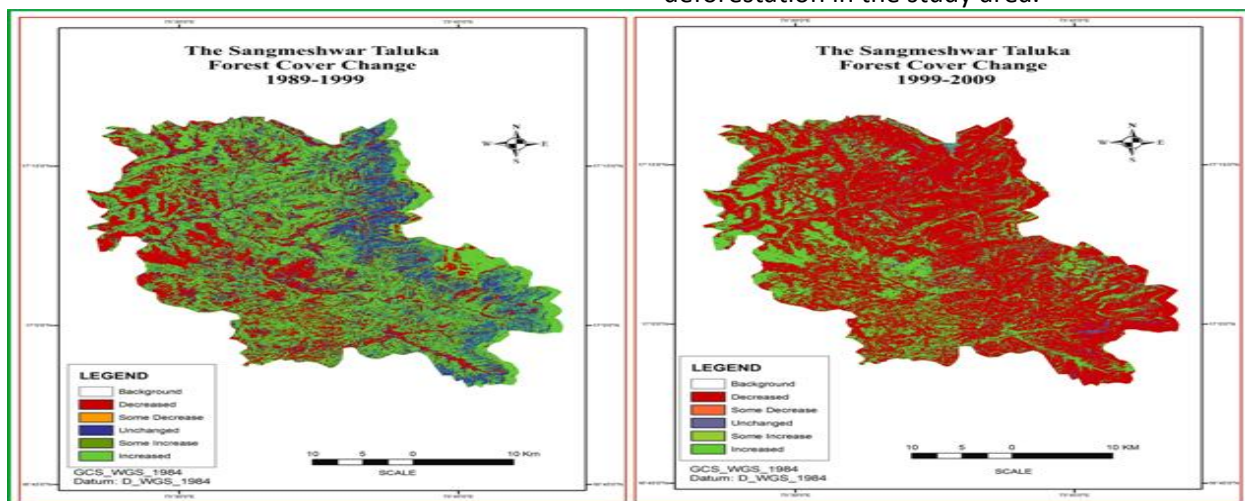 deforestation in the study area.
The Sangmeshwar Taluka
Forest Cover Change
1989-1999
N
W E
S
LEGEND
Background
Decreased
Some Decrease
Unchanged
Some Increase
Increased
GCS_WGS_1984
Datum: D_WGS_1984
10 5 0 10 Km
SCALE
The Sangmeshwar Taluka
Forest Cover Change
1999-2009
N
W E
S
LEGEND
Background
Decreased
Some Decrease
Unchanged
Some Increase
Increased
GCS_WGS_1984
Datum: D_WGS_1984
10 5 0 10 KM
SCALE